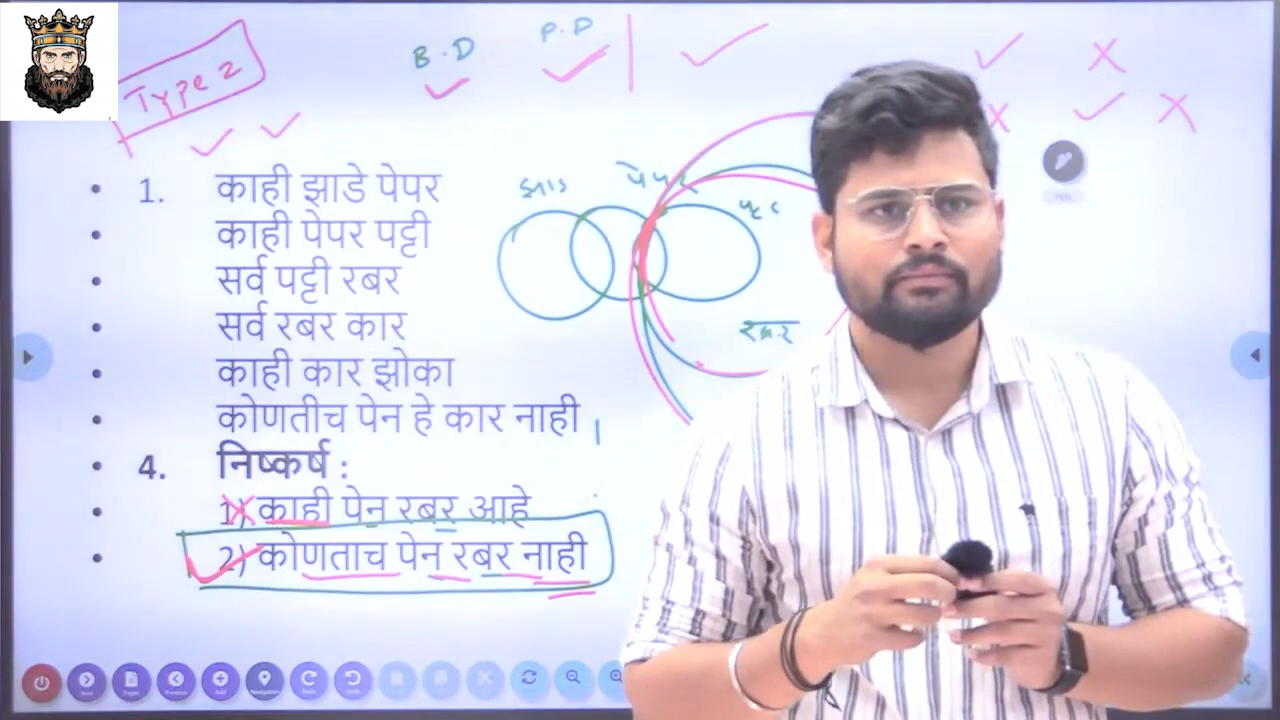 Type 2
B.D
P.D
1. काही झाडे पेपर
काही पेपर पट्टी
सर्व पट्टी रबर
सर्व रबर कार
काही कार झोका
कोणतीच पेन हे कार नाही
4. निष्कर्ष :
1) काही पेन रबर आहे
2) कोणताच पेन रबर नाही
झाड
पेपर
रबर